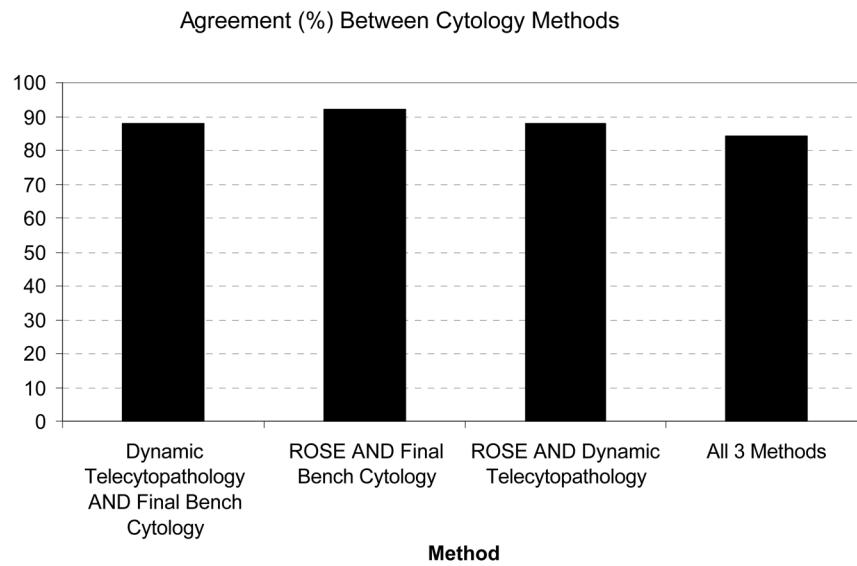 Agreement (%) Between Cytology Methods
100
90
80
70
60
50
40
30
20
10
0
Dynamic
Telecytopathology
AND Final Bench
Cytology
ROSE AND Final
Bench Cytology
ROSE AND Dynamic
Telecytopathology
All 3 Methods
Method